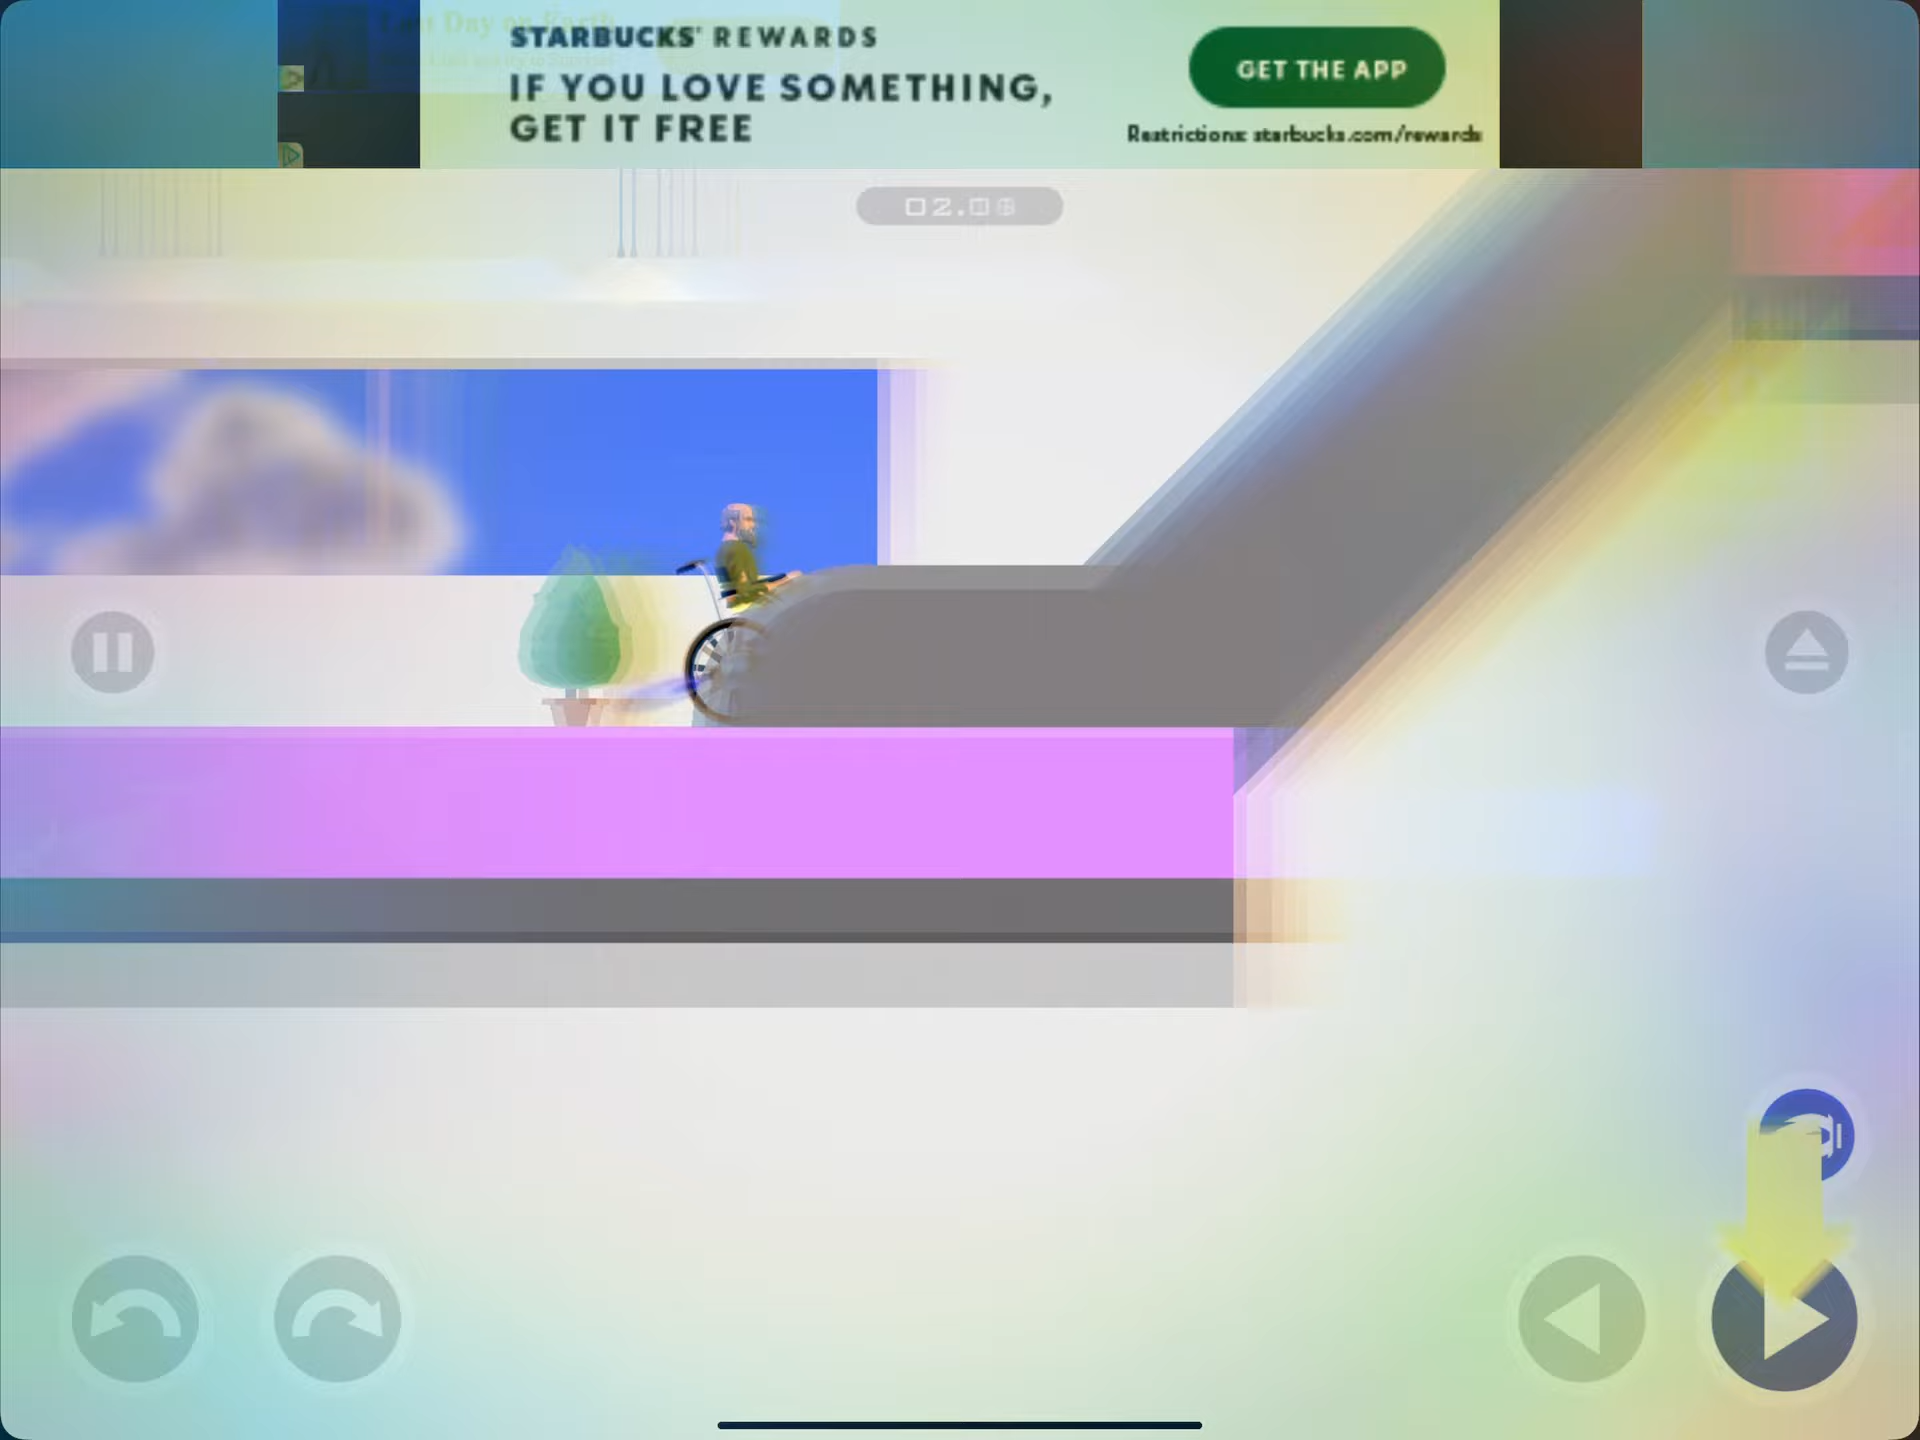 STARBUCKS® REWARDS
IF YOU LOVE SOMETHING,
GET IT FREE
GET THE APP
Restrictions: starbucks.com/rewards